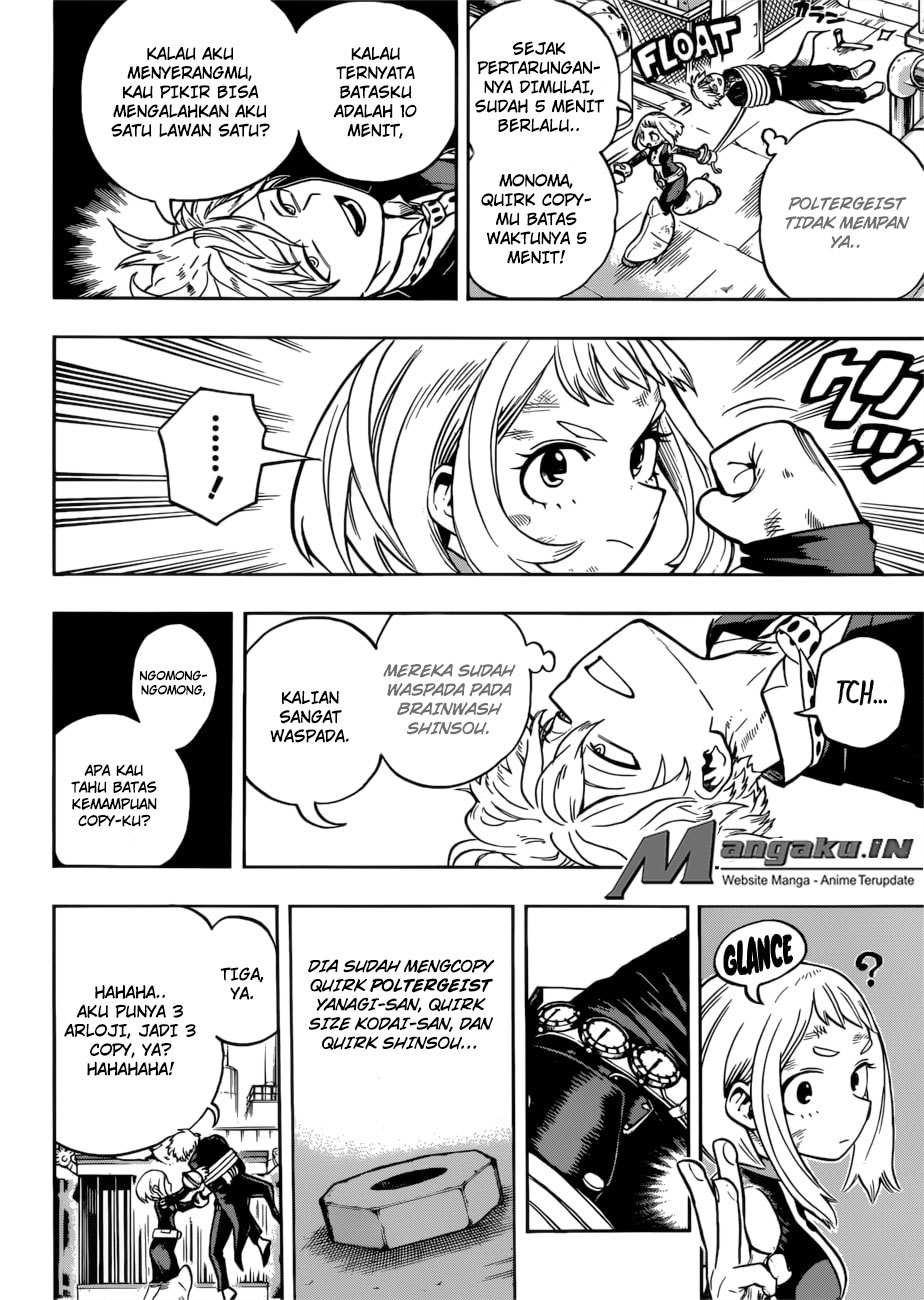 ガラン
FLOAT
SEJAK
PERTARUNGAN-
NYA DIMULAI,
SUDAH 5 MENIT
BERLALU..
MONOMA,
QUIRK COPY-
MU BATAS
WAKTUNYA 5
MENIT!
POLTERGEIST
TIDAK MEMPAN
YA..
KALAU
TERNYATA
BATASKU
ADALAH 10
MENIT,
KALAU AKU
MENYERANGMU,
KAU PIKIR BISA
MENGALAHKAN AKU
SATU LAWAN SATU?
......!
TCH...
MEREKA SUDAH
WASPADA PADA
BRAINWASH
SHINSOU.
KALIAN
SANGAT
WASPADA.
NGOMONG-
NGOMONG,
APA KAU
TAHU BATAS
KEMAMPUAN
COPY-KU?
Mangaku.IN
Website Manga - Anime Terupdate
GLANCE
?
DIA SUDAH MENGCOPY
QUIRK POLTERGEIST
YANAGI-SAN, QUIRK
SIZE KODAI-SAN, DAN
QUIRK SHINSOU...
TIGA,
YA.
HAHAHA..
AKU PUNYA 3
ARLOJI, JADI 3
COPY, YA?
HAHAHAHA!